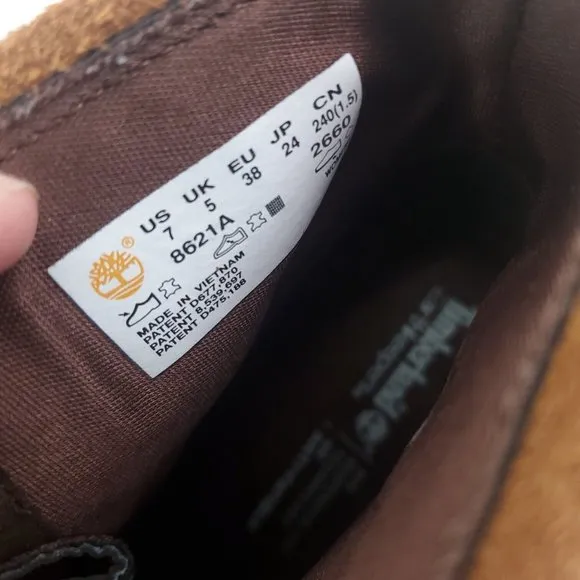 US UK EU JP CN
7 5 38 24 240(1.5)
8621A 2660
®
MADE IN VIETNAM
PATENT D677,870
PATENT 8,539,697
PATENT D475,188
Timberland